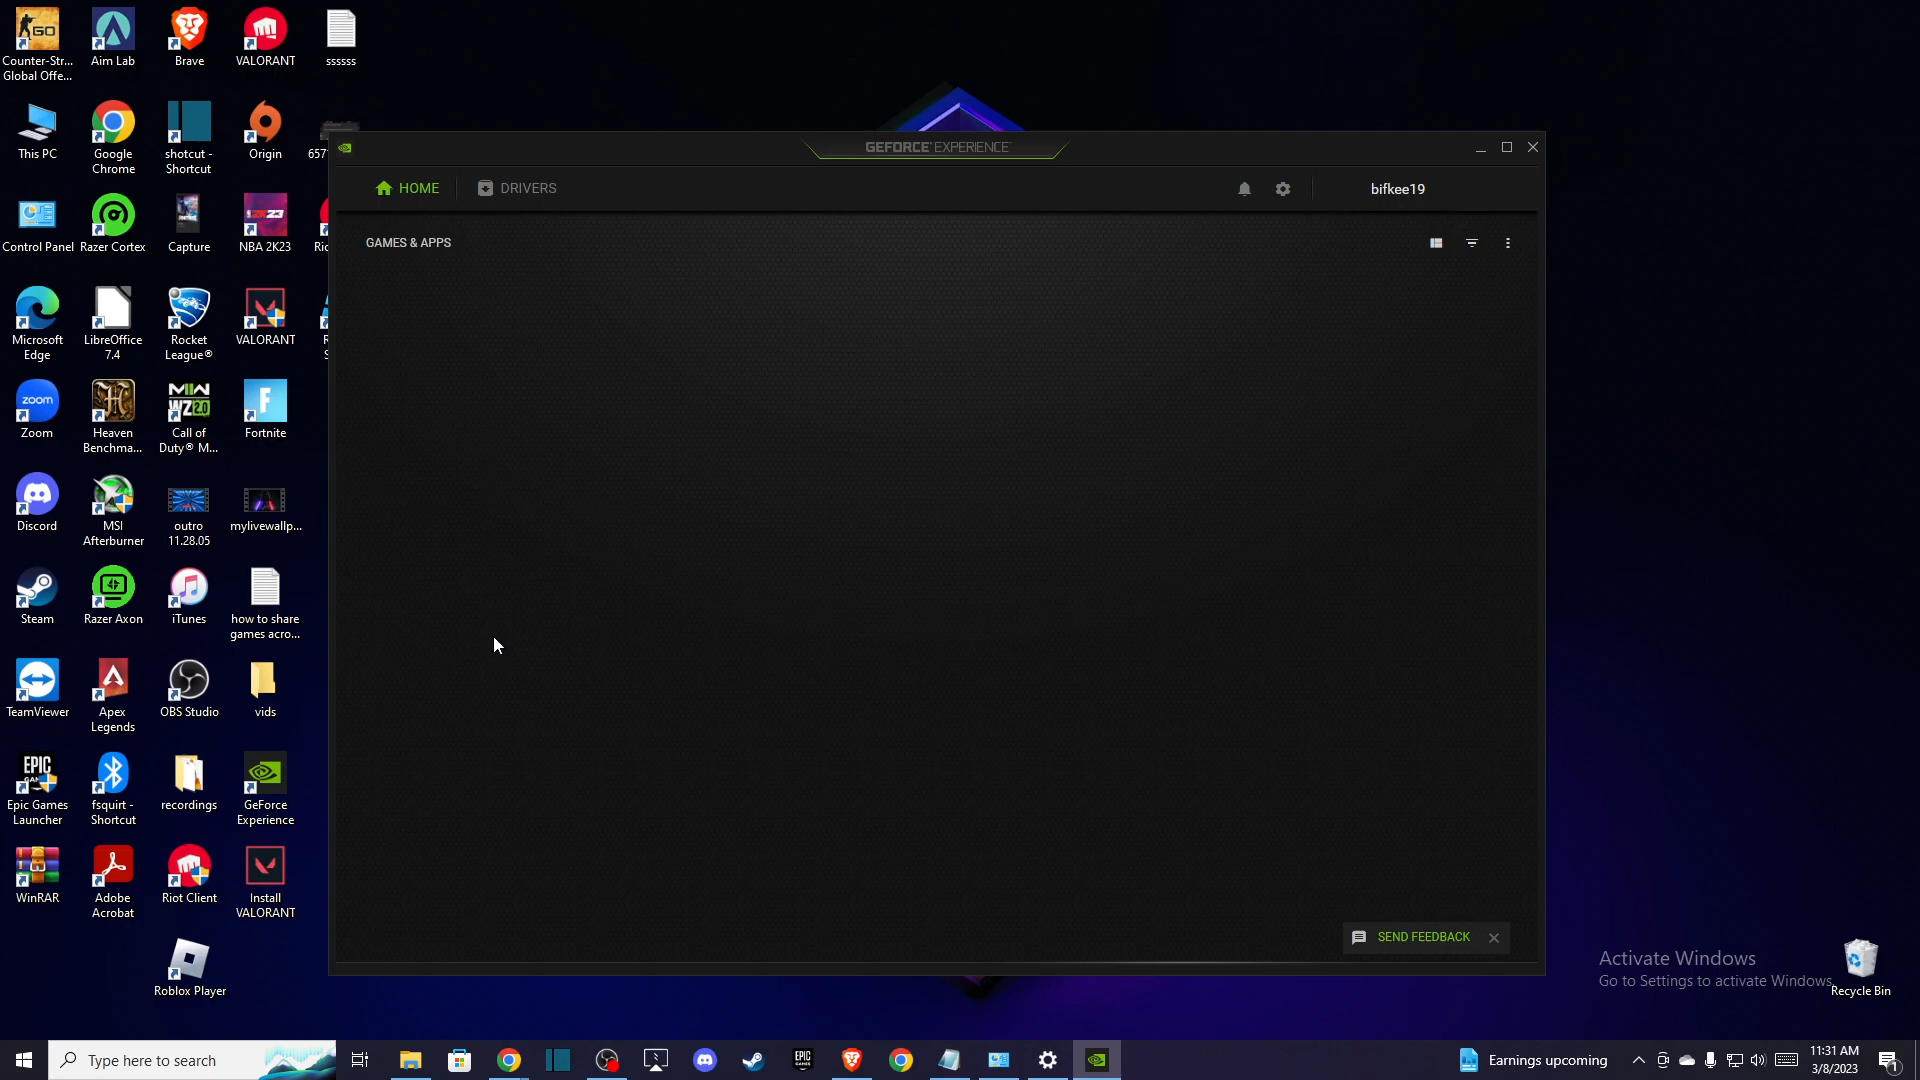 Counter-Str...
Global Offe...
Aim Lab
Brave
VALORANT
ssssss
This PC
Google
Chrome
shotcut -
Shortcut
Origin
657
Control Panel
Razer Cortex
Capture
NBA 2K23
Microsoft
Edge
LibreOffice
7.4
Rocket
League®
VALORANT
Zoom
Heaven
Benchma...
Call of
Duty® M...
Fortnite
Discord
MSI
Afterburner
outro
11.28.05
mylivewallp...
Steam
Razer Axon
iTunes
how to share
games acro...
TeamViewer
Apex
Legends
OBS Studio
vids
Epic Games
Launcher
fsquirt -
Shortcut
recordings
GeForce
Experience
WinRAR
Adobe
Acrobat
Riot Client
Install
VALORANT
Roblox Player
GEFORCE® EXPERIENCE™
HOME
DRIVERS
bifkee19
GAMES & APPS
SEND FEEDBACK
Activate Windows
Go to Settings to activate Windows.
Recycle Bin
Type here to search
Earnings upcoming
11:31 AM
3/8/2023
1